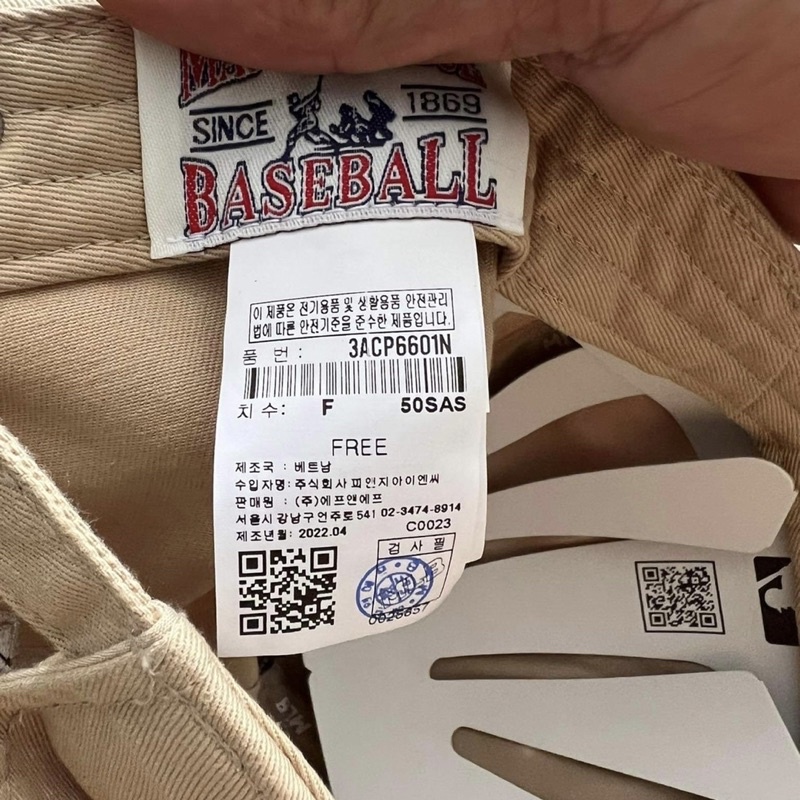 SINCE 1869
BASEBALL
이 제품은 전기용품 및 생활용품 안전관리
법에 따른 안전기준을 준수한 제품입니다.
품 번 : 3ACP6601N
치 수: F 50SAS
FREE
제조국 : 베트남
수입자명: 주식회사 피앤지아이엔씨
판매원 : (주)에프앤에프
서울시 강남구 언주로 541 02-3474-8914
제조년월: 2022.04 C0023
검 사 필
0028657